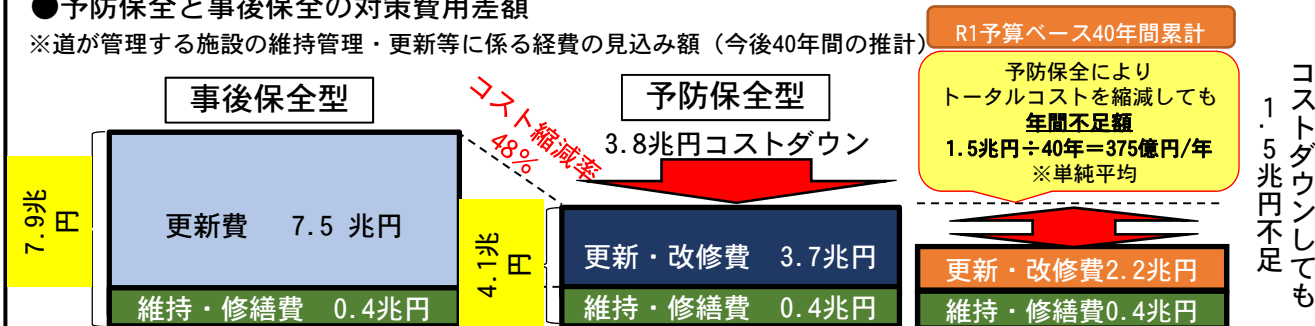 ●予防保全と事後保全の対策費用差額
※道が管理する施設の維持管理・更新等に係る経費の見込み額（今後40年間の推計）
R1予算ベース40年間累計
事後保全型
コスト縮減率
48%
予防保全型
3.8兆円コストダウン
予防保全により
トータルコストを縮減しても
年間不足額
1.5兆円÷40年＝375億円/年
※単純平均
コストダウンしても
1.5兆円不足
7.9兆
円
更新費　7.5 兆円
維持・修繕費　0.4兆円
4.1兆
円
更新・改修費　3.7兆円
維持・修繕費　0.4兆円
更新・改修費2.2兆円
維持・修繕費0.4兆円